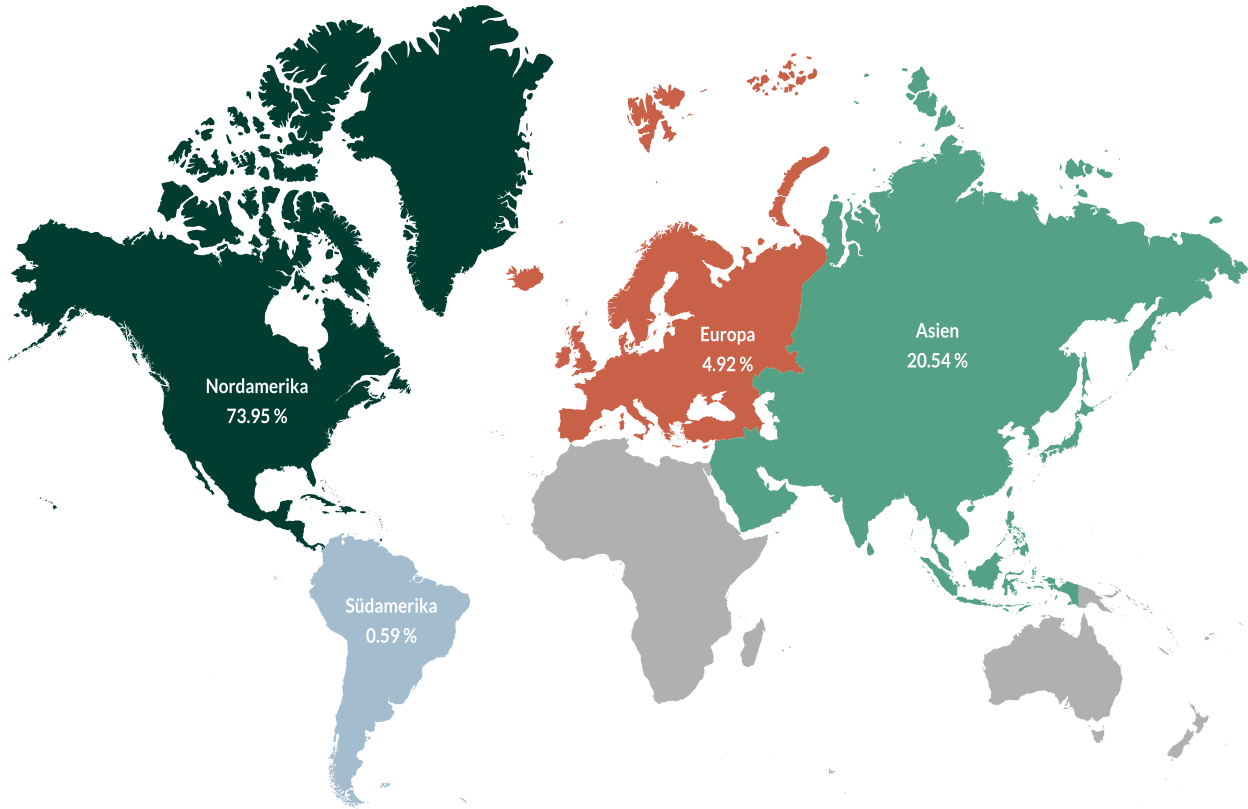 Nordamerika
73.95 %
Südamerika
0.59 %
Europa
4.92 %
Asien
20.54 %